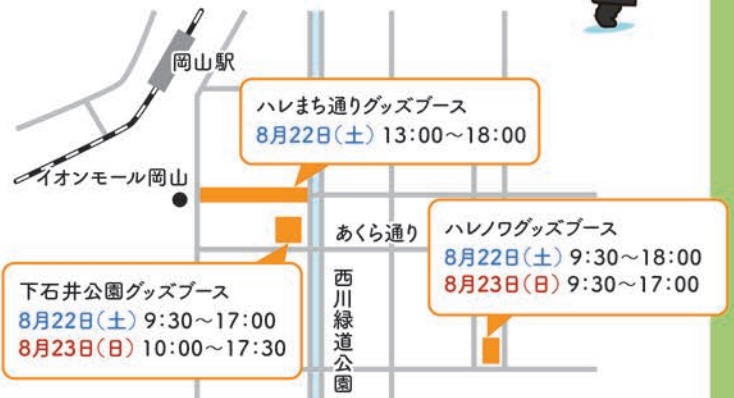 岡山駅
ハレまち通りグッズブース
8月22日(土) 13:00～18:00
イオンモール岡山
あくら通り
ハレノワグッズブース
8月22日(土) 9:30～18:00
8月23日(日) 9:30～17:00
下石井公園グッズブース
8月22日(土) 9:30～17:00
8月23日(日) 10:00～17:30
西川緑道公園